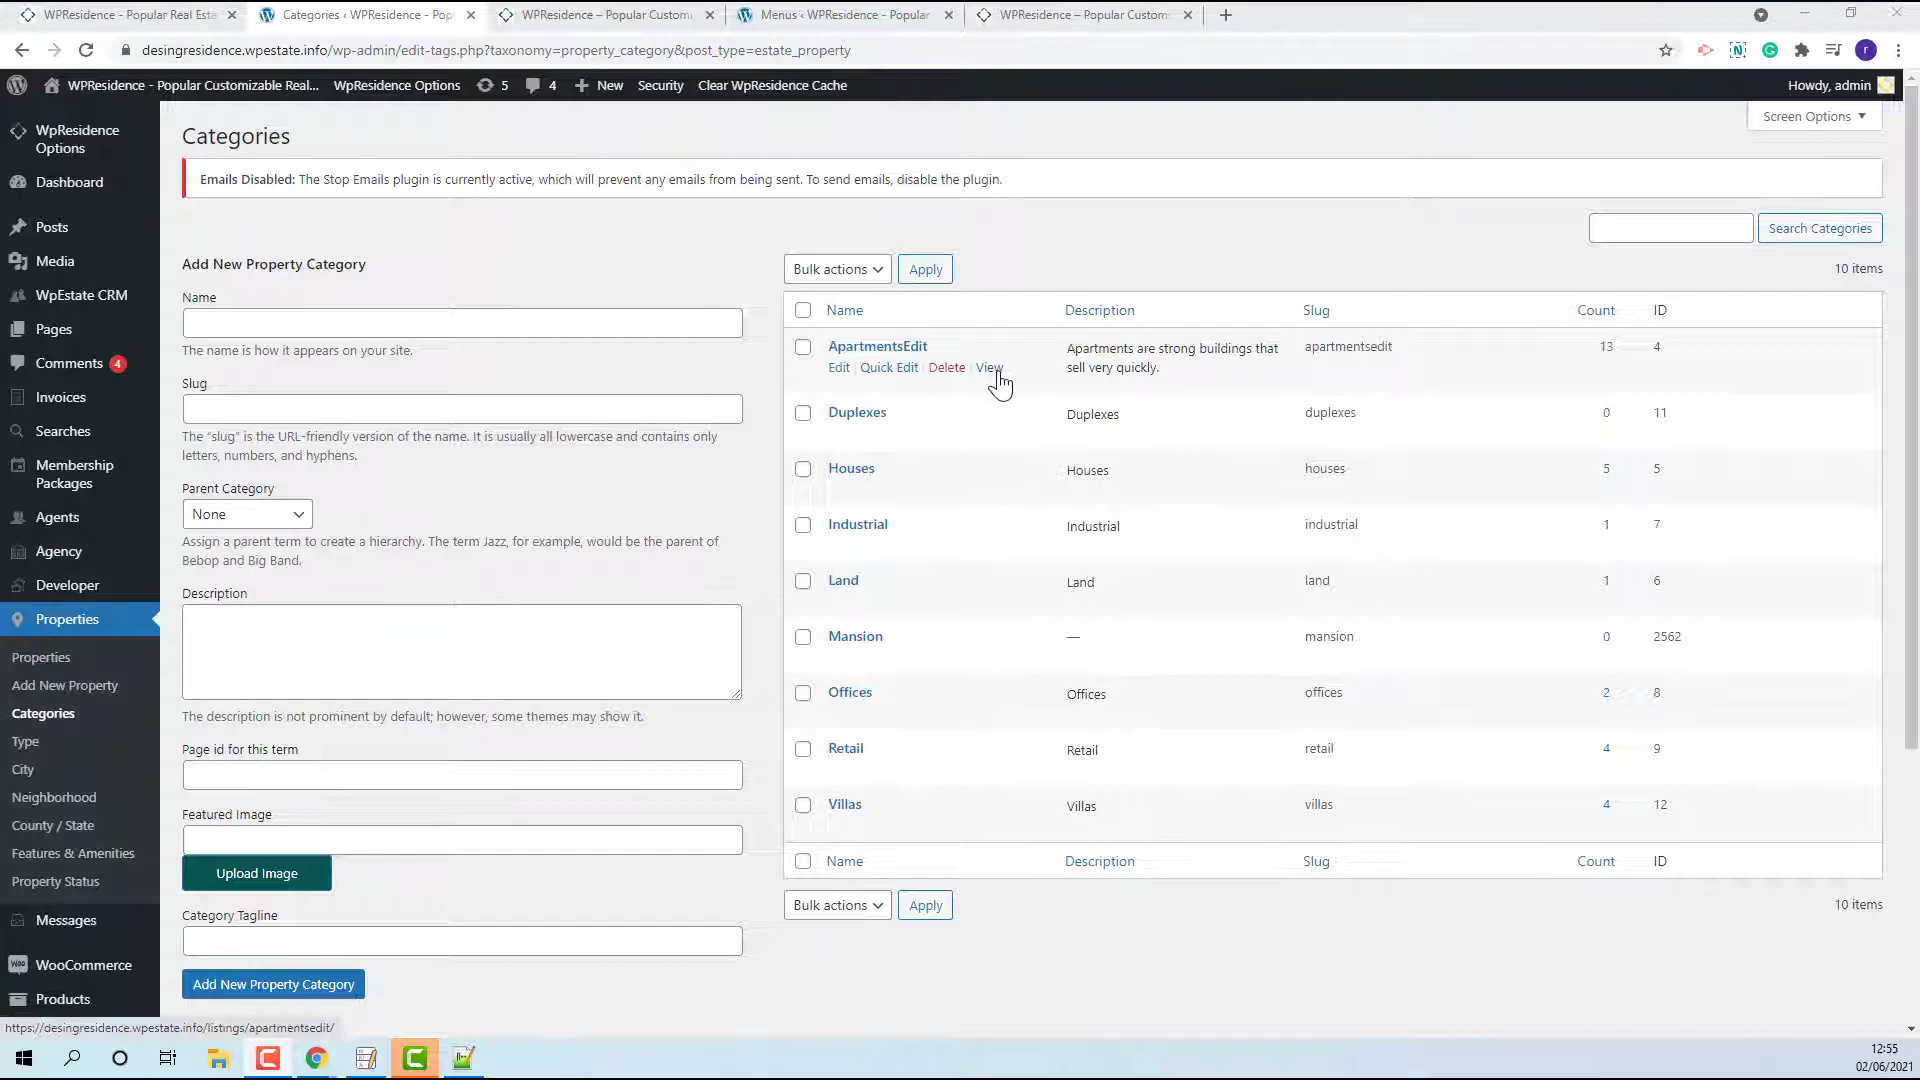 WPResidence - Popular Real Esta
Categories ‹ WPResidence - Pop
WPResidence – Popular Custom
Menus ‹ WPResidence - Popular
WPResidence – Popular Custom
desingresidence.wpestate.info/wp-admin/edit-tags.php?taxonomy=property_category&post_type=estate_property
WPResidence - Popular Customizable Real...
WPResidence Options
5
4
New
Security
Clear WpResidence Cache
Howdy, admin
WpResidence
Options
Dashboard
Posts
Media
WpEstate CRM
Pages
Comments 4
Invoices
Searches
Membership
Packages
Agents
Agency
Developer
Properties
Properties
Add New Property
Categories
Type
City
Neighborhood
County / State
Features & Amenities
Property Status
Messages
WooCommerce
Products
Screen Options
Categories
Emails Disabled: The Stop Emails plugin is currently active, which will prevent any emails from being sent. To send emails, disable the plugin.
Search Categories
Add New Property Category
Name
The name is how it appears on your site.
Slug
The “slug” is the URL-friendly version of the name. It is usually all lowercase and contains only
letters, numbers, and hyphens.
Parent Category
None
Assign a parent term to create a hierarchy. The term Jazz, for example, would be the parent of
Bebop and Big Band.
Description
The description is not prominent by default; however, some themes may show it.
Page id for this term
Featured Image
Upload Image
Category Tagline
Add New Property Category
Bulk actions
Apply
10 items
Name Description Slug Count ID
ApartmentsEdit Apartments are strong buildings that apartmentsedit 13 4
Edit | Quick Edit | Delete | View sell very quickly.
Duplexes Duplexes duplexes 0 11
Houses Houses houses 5 5
Industrial Industrial industrial 1 7
Land Land land 1 6
Mansion — mansion 0 2562
Offices Offices offices 2 8
Retail Retail retail 4 9
Villas Villas villas 4 12
Name Description Slug Count ID
Bulk actions
Apply
10 items
https://desingresidence.wpestate.info/listings/apartmentsedit/
12:55
02/06/2021